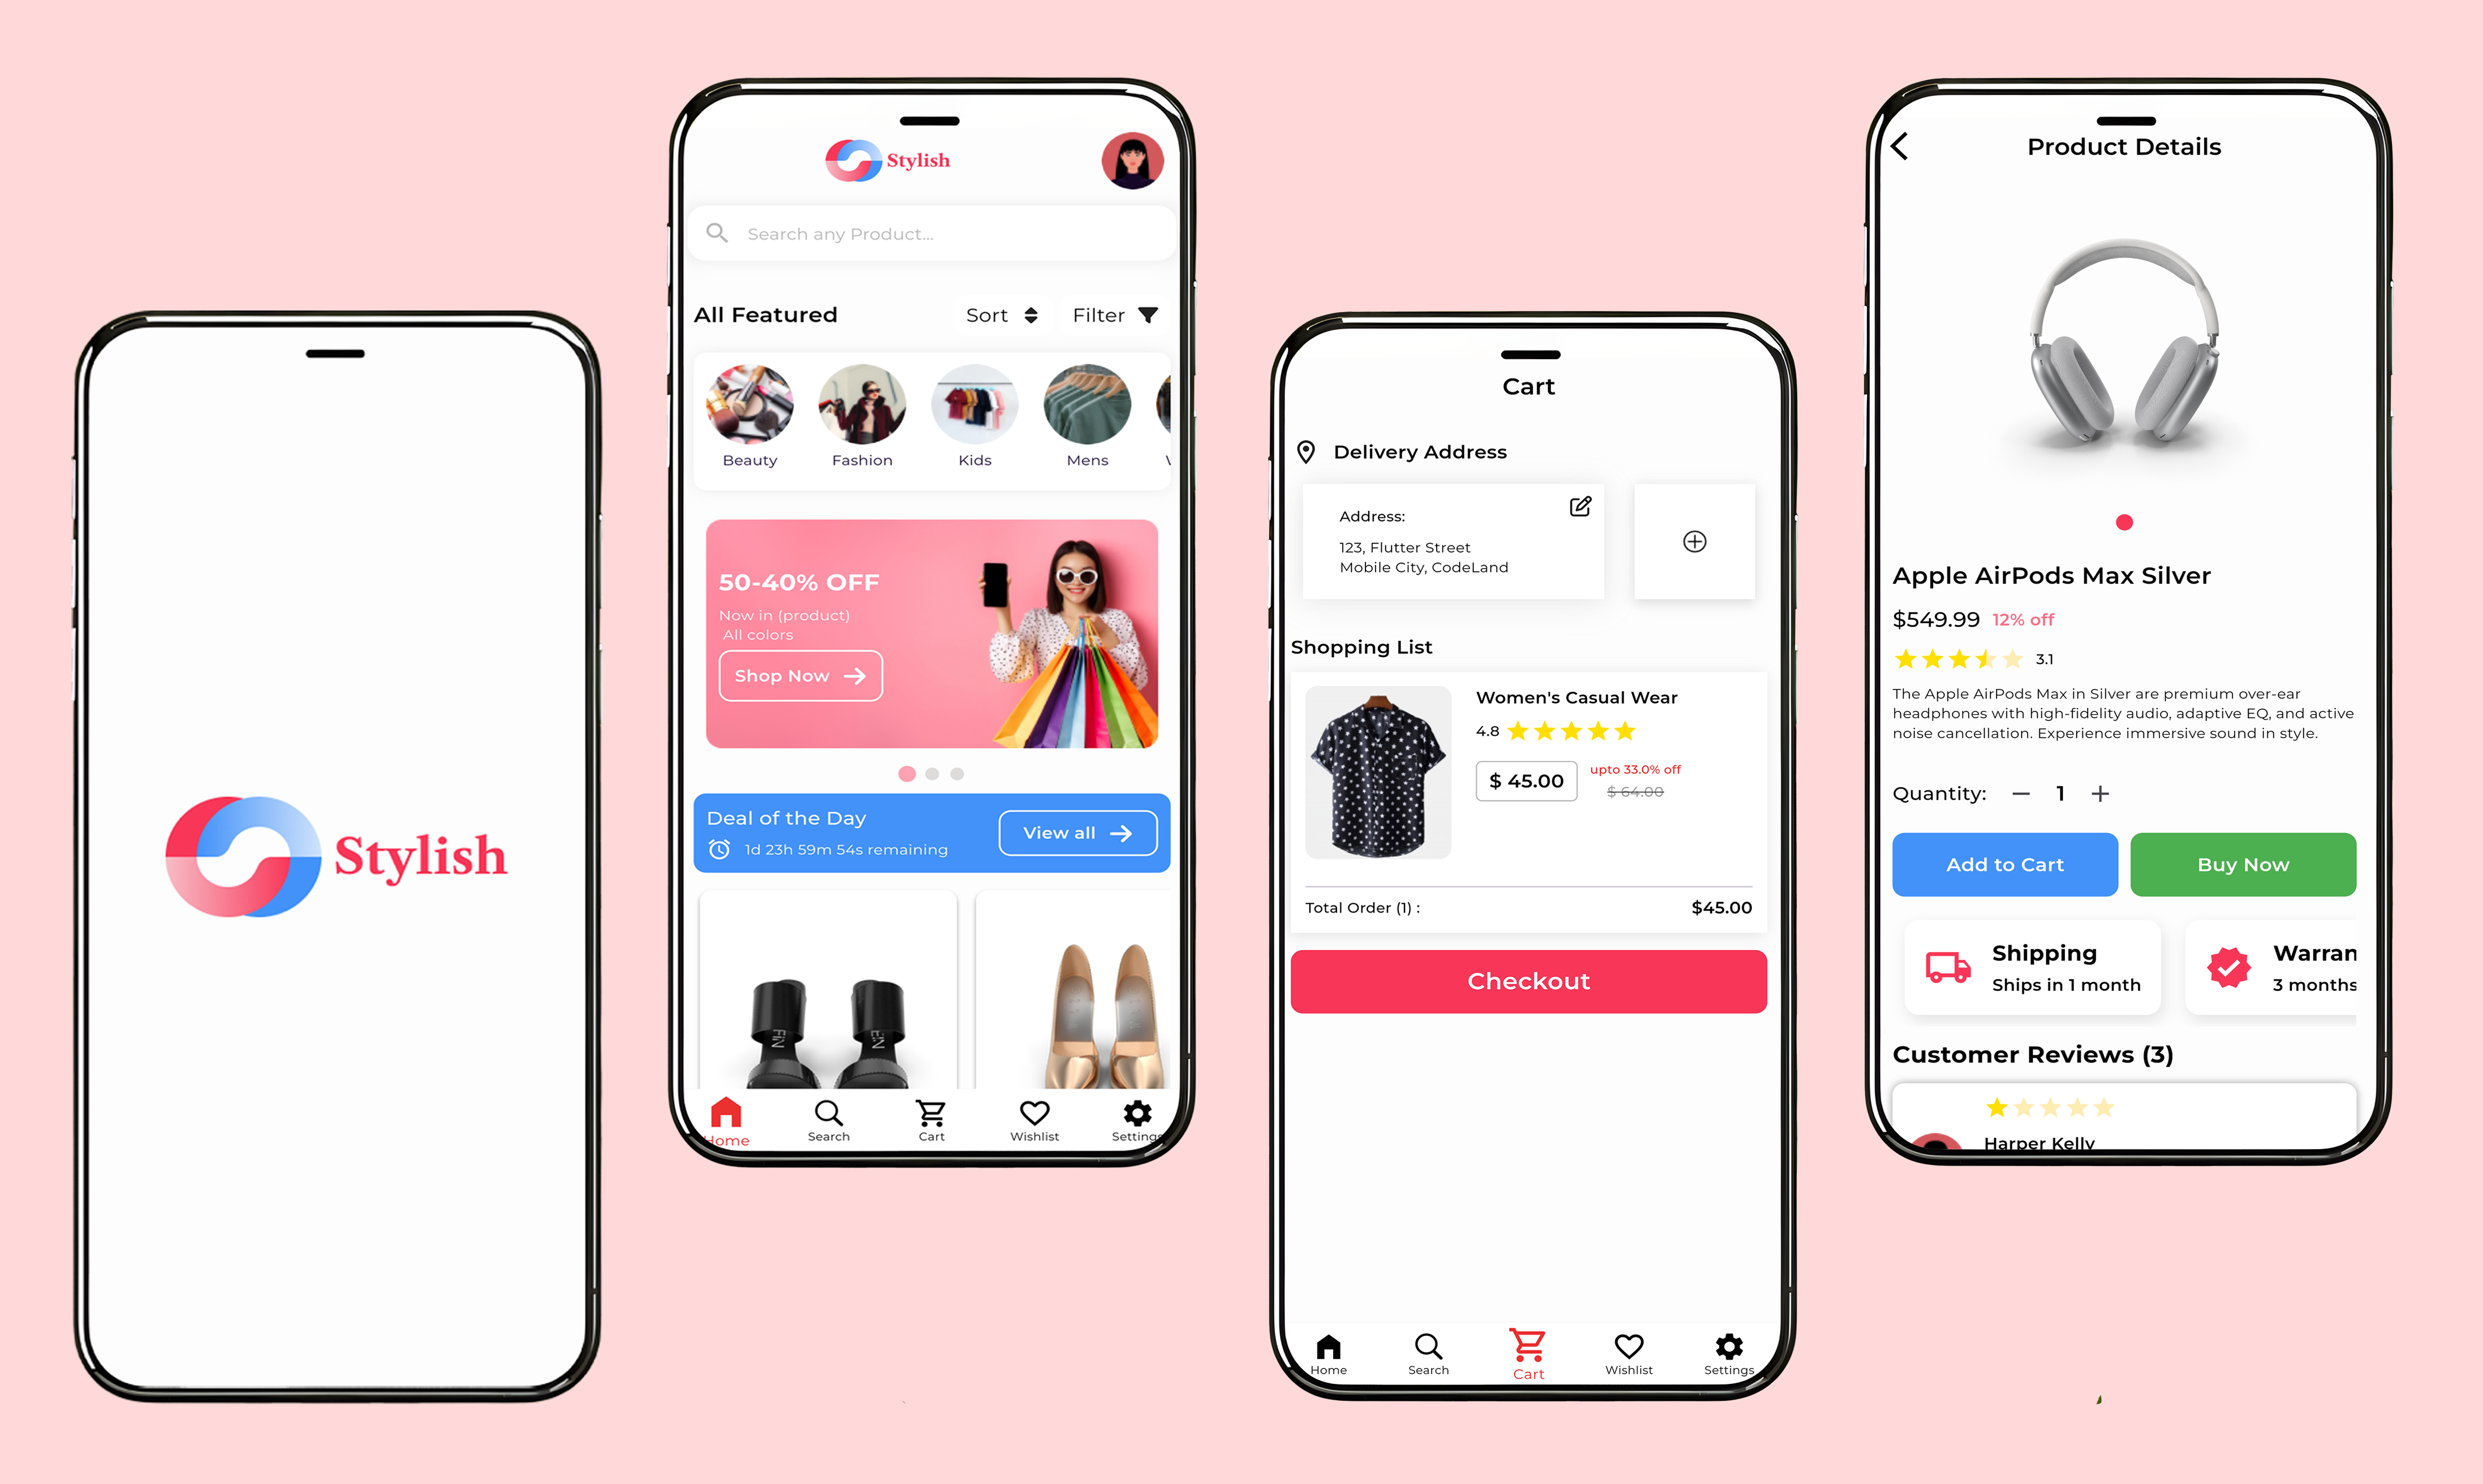 Stylish
Stylish
Search any Product...
All Featured
Sort
Filter
Beauty
Fashion
Kids
Mens
50-40% OFF
Now in (product)
All colors
Shop Now
Deal of the Day
1d 23h 59m 54s remaining
View all
Home
Search
Cart
Wishlist
Settings
Cart
Delivery Address
Address:
123, Flutter Street
Mobile City, CodeLand
Shopping List
Women's Casual Wear
4.8
$ 45.00
upto 33.0% off
$ 64.00
Total Order (1) :
$45.00
Checkout
Home
Search
Cart
Wishlist
Settings
Product Details
Apple AirPods Max Silver
$549.99
12% off
3.1
The Apple AirPods Max in Silver are premium over-ear
headphones with high-fidelity audio, adaptive EQ, and active
noise cancellation. Experience immersive sound in style.
Quantity:
1
Add to Cart
Buy Now
Shipping
Ships in 1 month
Warran
3 months
Customer Reviews (3)
Harper Kelly